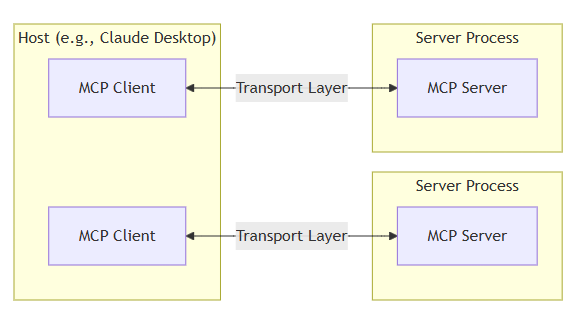 Host (e.g., Claude Desktop)
Server Process
MCP Client
Transport Layer
MCP Server
Server Process
MCP Client
Transport Layer
MCP Server